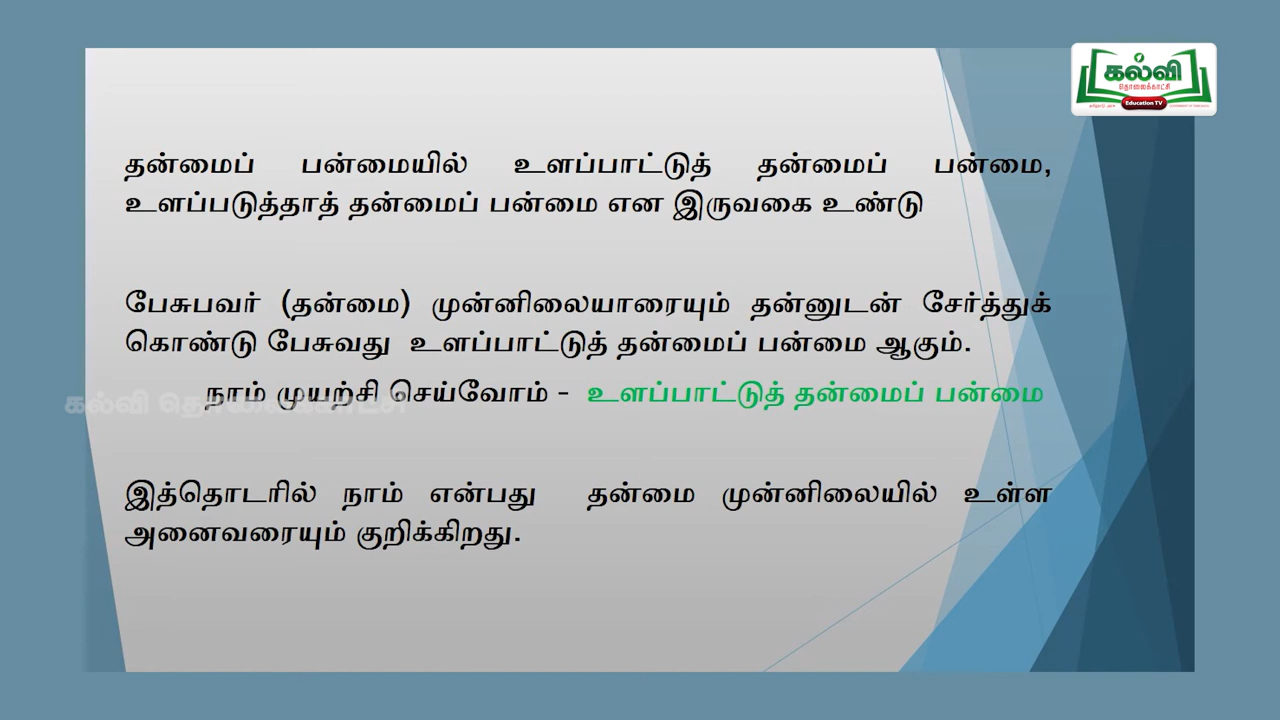 கல்வி
தொலைக்காட்சி
Education TV
தன்மைப் பன்மையில் உளப்பாட்டுத் தன்மைப் பன்மை,
உளப்படுத்தாத் தன்மைப் பன்மை என இருவகை உண்டு
பேசுபவர் (தன்மை) முன்னிலையாரையும் தன்னுடன் சேர்த்துக்
கொண்டு பேசுவது உளப்பாட்டுத் தன்மைப் பன்மை ஆகும்.
நாம் முயற்சி செய்வோம் - உளப்பாட்டுத் தன்மைப் பன்மை
கல்வி தொலைக்காட்சி
இத்தொடரில் நாம் என்பது தன்மை முன்னிலையில் உள்ள
அனைவரையும் குறிக்கிறது.